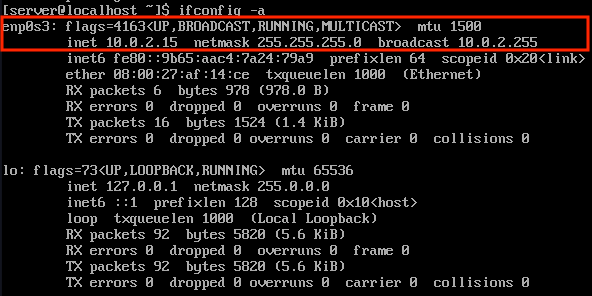 [server@localhost ~]$ ifconfig -a
enp0s3: flags=4163<UP,BROADCAST,RUNNING,MULTICAST>  mtu 1500
        inet 10.0.2.15  netmask 255.255.255.0  broadcast 10.0.2.255
        inet6 fe80::9b65:aac4:7a24:79a9  prefixlen 64  scopeid 0x20<link>
        ether 08:00:27:af:14:ce  txqueuelen 1000  (Ethernet)
        RX packets 6  bytes 978 (978.0 B)
        RX errors 0  dropped 0  overruns 0  frame 0
        TX packets 16  bytes 1524 (1.4 KiB)
        TX errors 0  dropped 0 overruns 0  carrier 0  collisions 0

lo: flags=73<UP,LOOPBACK,RUNNING>  mtu 65536
        inet 127.0.0.1  netmask 255.0.0.0
        inet6 ::1  prefixlen 128  scopeid 0x10<host>
        loop  txqueuelen 1000  (Local Loopback)
        RX packets 92  bytes 5820 (5.6 KiB)
        RX errors 0  dropped 0  overruns 0  frame 0
        TX packets 92  bytes 5820 (5.6 KiB)
        TX errors 0  dropped 0 overruns 0  carrier 0  collisions 0